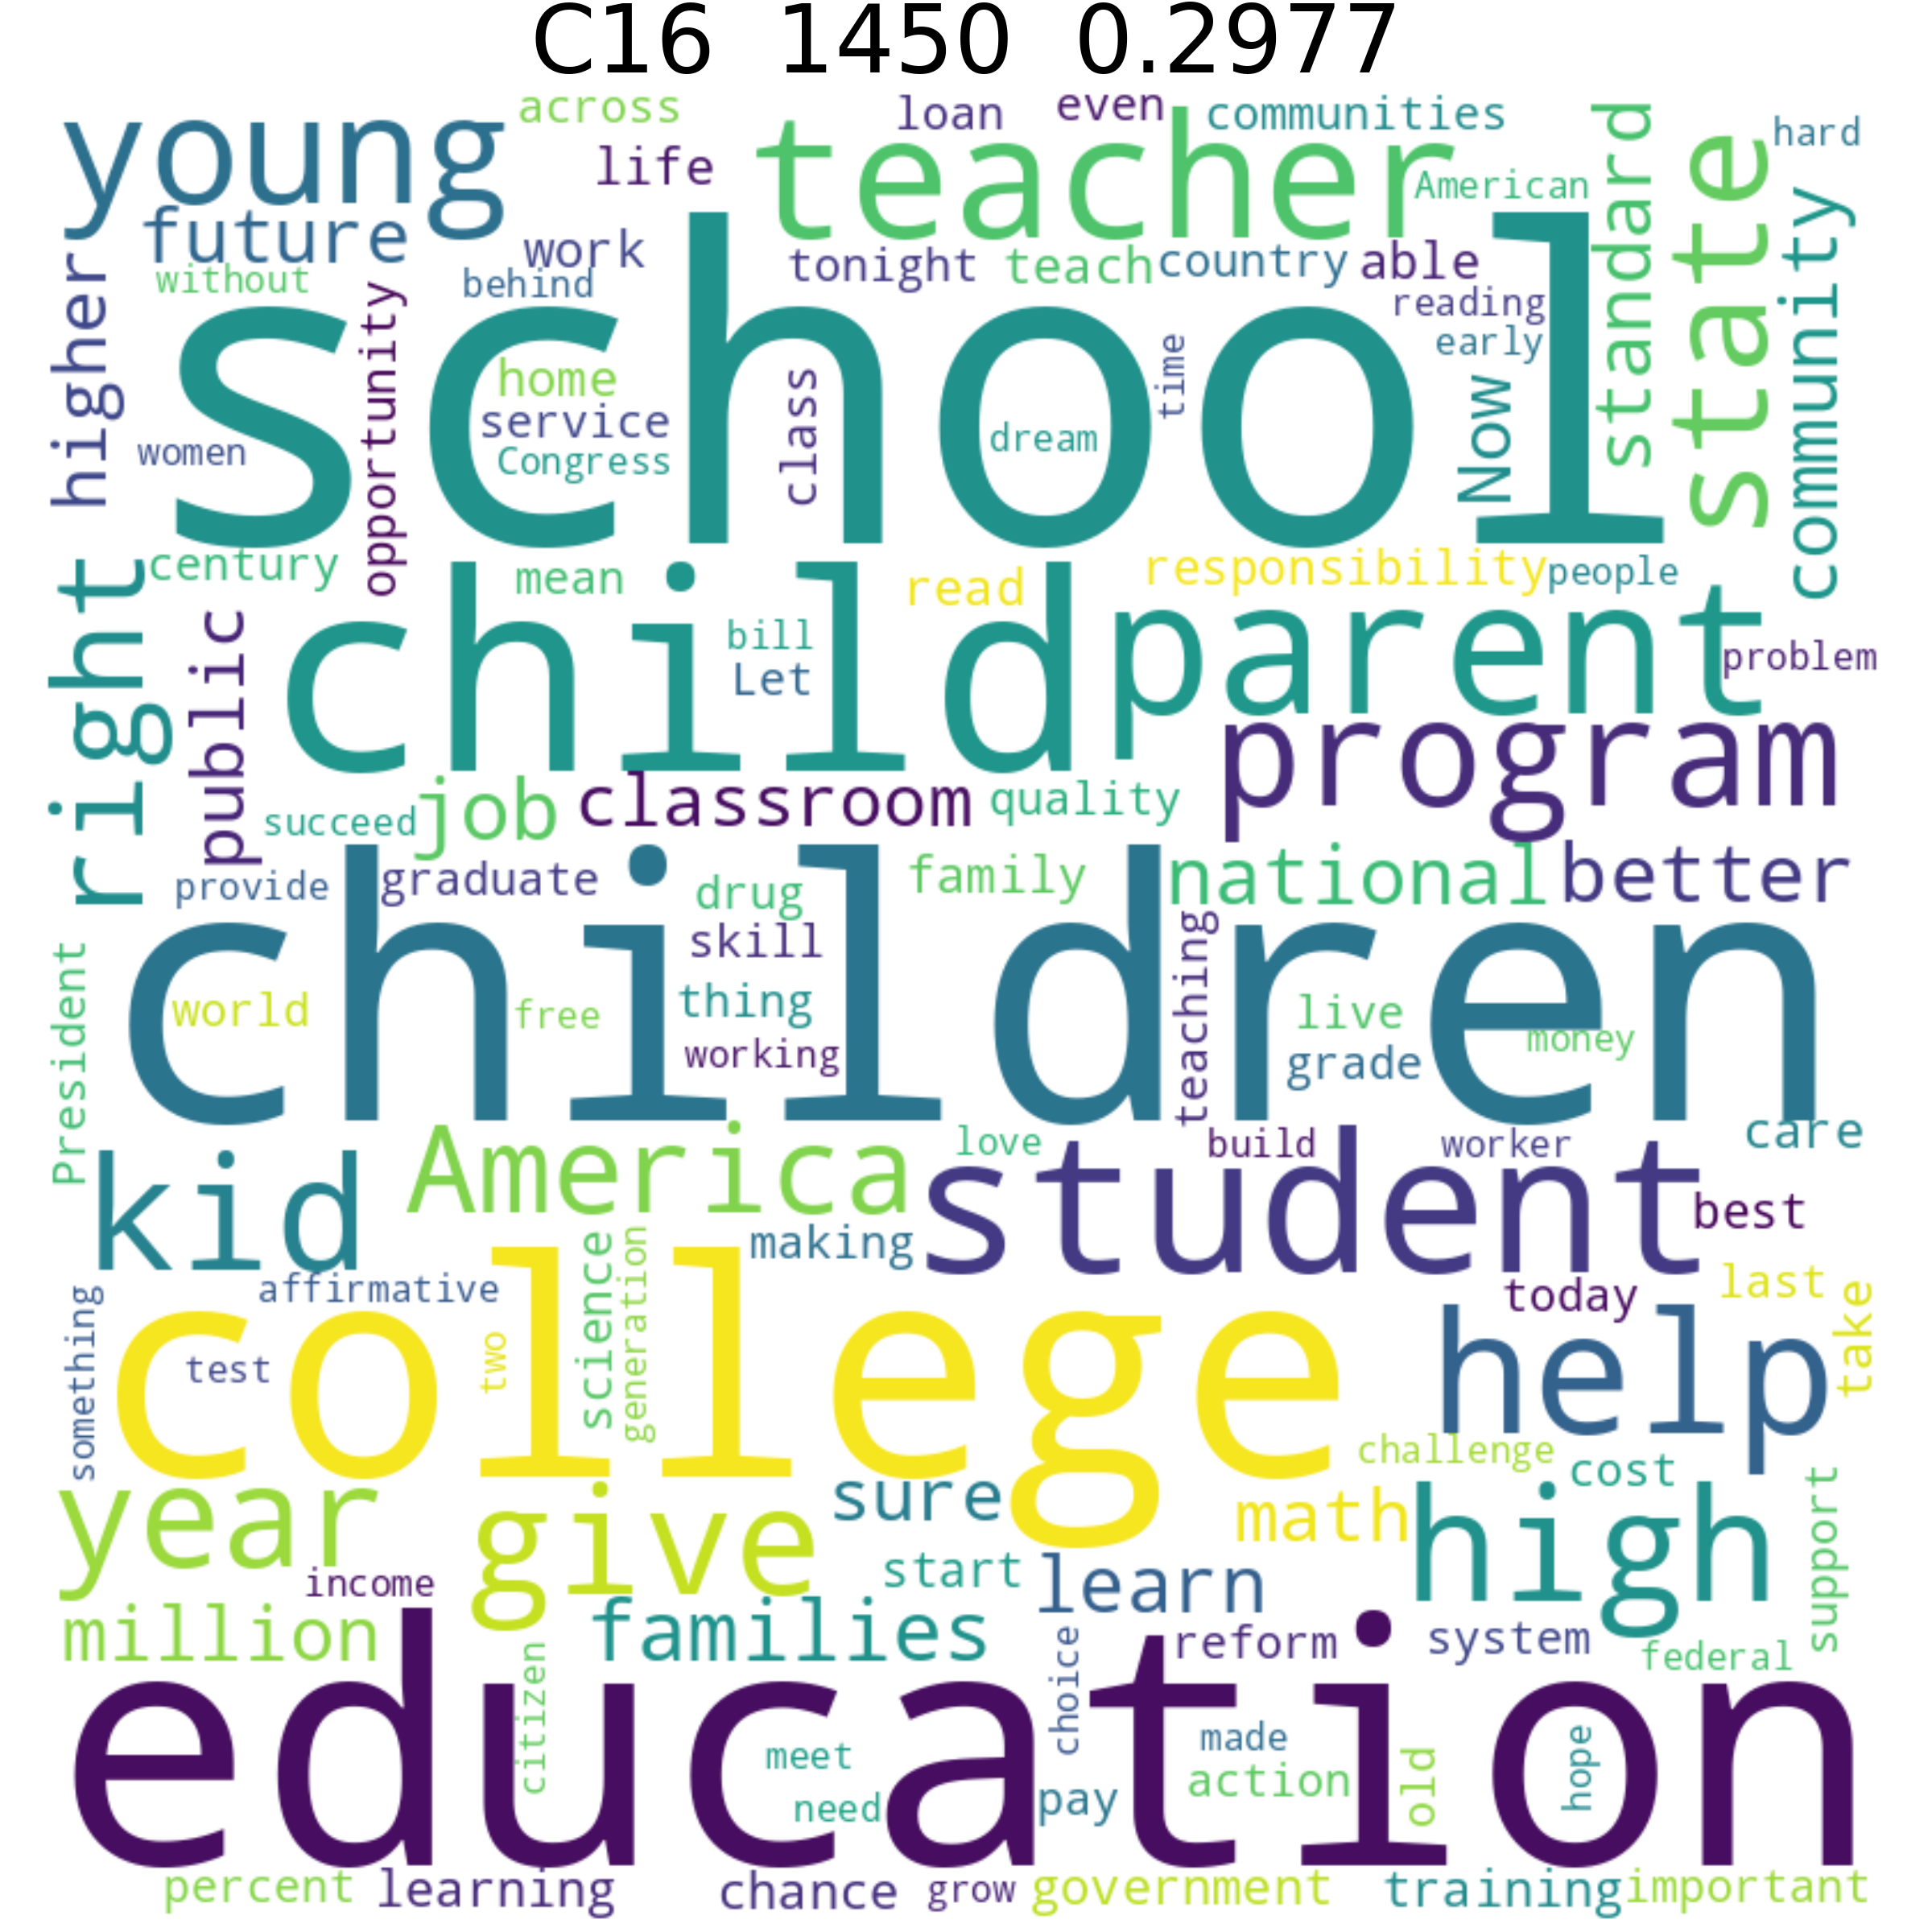 C16 1450 0.2977
across
loan
even
communities
young
life
teacher
American
standard
state
hard
future
work
tonight
teach
country
able
community
without
behind
reading
higher
opportunity
school
early
home
service
Congress
women
class
dream
time
Now
century
mean
read
responsibility
people
right
public
child
bill
Let
parent
problem
program
succeed
job
classroom
quality
provide
graduate
drug
family
national
better
skill
children
world
free
thing
working
teaching
live
grade
money
President
love
build
worker
care
kid
America
student
best
making
science
generation
affirmative
today
last
take
something
test
two
college
help
challenge
cost
support
year
give
sure
math
high
income
start
learn
million
families
reform
system
federal
citizen
choice
education
meet
need
made
action
pay
old
hope
percent
learning
chance
grow
government
training
important